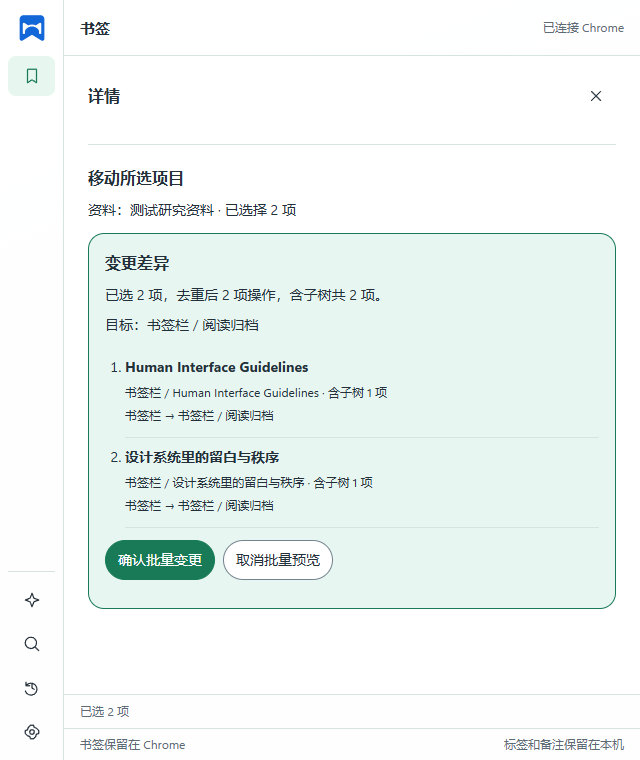 书签
已连接 Chrome
详情
移动所选项目
资料：测试研究资料 · 已选择 2 项
变更差异
已选 2 项，去重后 2 项操作，含子树共 2 项。
目标：书签栏 / 阅读归档
1. Human Interface Guidelines
书签栏 / Human Interface Guidelines · 含子树 1 项
书签栏 → 书签栏 / 阅读归档
2. 设计系统里的留白与秩序
书签栏 / 设计系统里的留白与秩序 · 含子树 1 项
书签栏 → 书签栏 / 阅读归档
确认批量变更
取消批量预览
已选 2 项
书签保留在 Chrome
标签和备注保留在本机